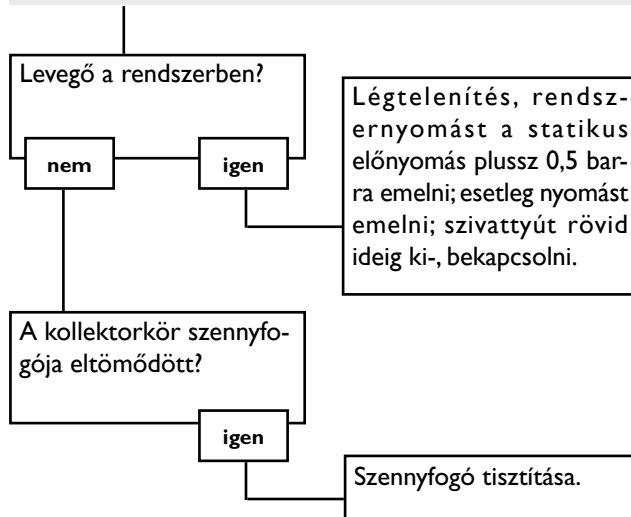 Levegő a rendszerben?
nem
igen
Légtelenítés, rendsz-
ernyomást a statikus
előnyomás plussz 0,5 bar-
ra emelni; esetleg nyomást
emelni; szivattyút rövid
ideig ki-, bekapcsolni.
A kollektorkör szennyfo-
gója eltömődött?
igen
Szennyfogó tisztítása.